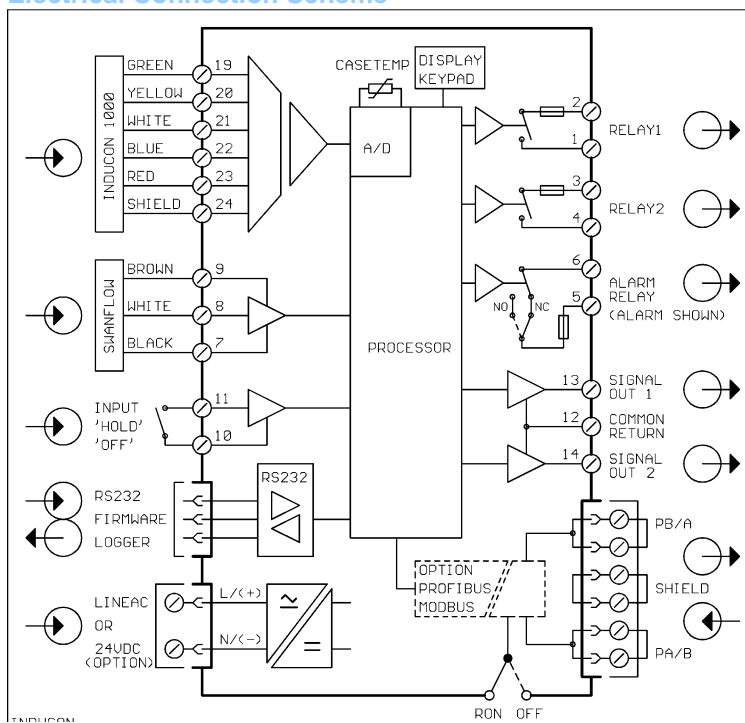 Electrical Connection Scheme
INDUCON 1000
GREEN 19
YELLOW 20
WHITE 21
BLUE 22
RED 23
SHIELD 24
CASETEMP
DISPLAY
KEYPAD
A/D
PROCESSOR
2
1
RELAY1
3
4
RELAY2
6
5
NO NC
ALARM
RELAY
(ALARM SHOWN)
SWANFLOW
BROWN 9
WHITE 8
BLACK 7
INPUT
'HOLD'
'OFF'
11
10
13 SIGNAL
OUT 1
12 COMMON
RETURN
14 SIGNAL
OUT 2
RS232
FIRMWARE
LOGGER
RS232
LINEAC
OR
24VDC
(OPTION)
L/(+)
N/(-)
OPTION
PROFIBUS
MODBUS
PB/A
SHIELD
PA/B
RON OFF
INDUCON